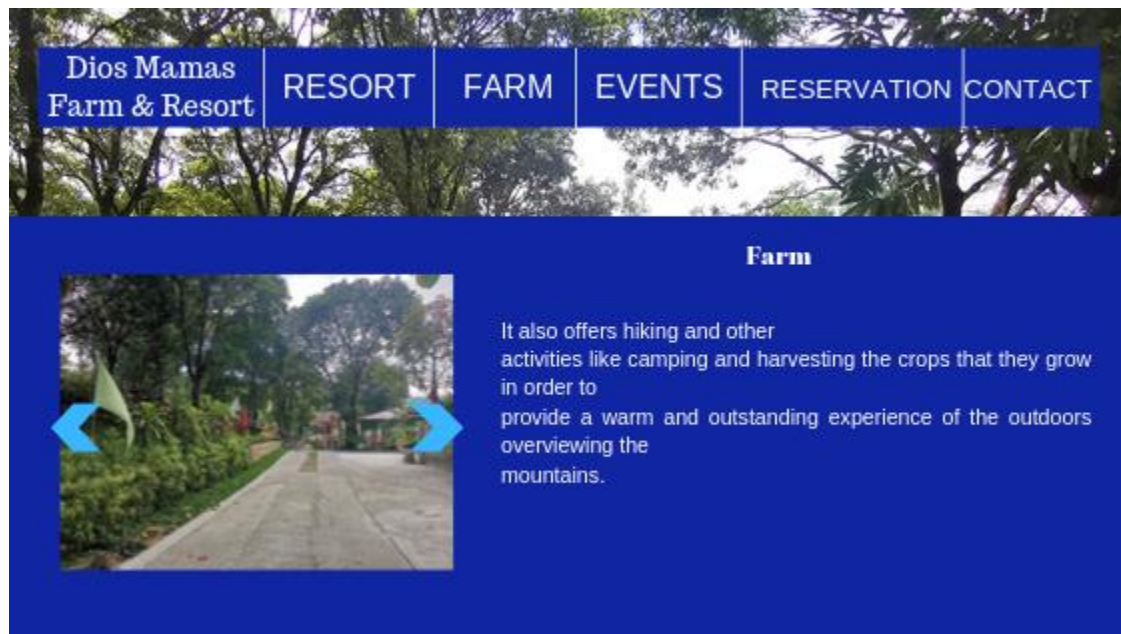 Dios Mamas
Farm & Resort
RESORT
FARM
EVENTS
RESERVATION
CONTACT
Farm
It also offers hiking and other
activities like camping and harvesting the crops that they grow
in order to
provide a warm and outstanding experience of the outdoors
overviewing the
mountains.